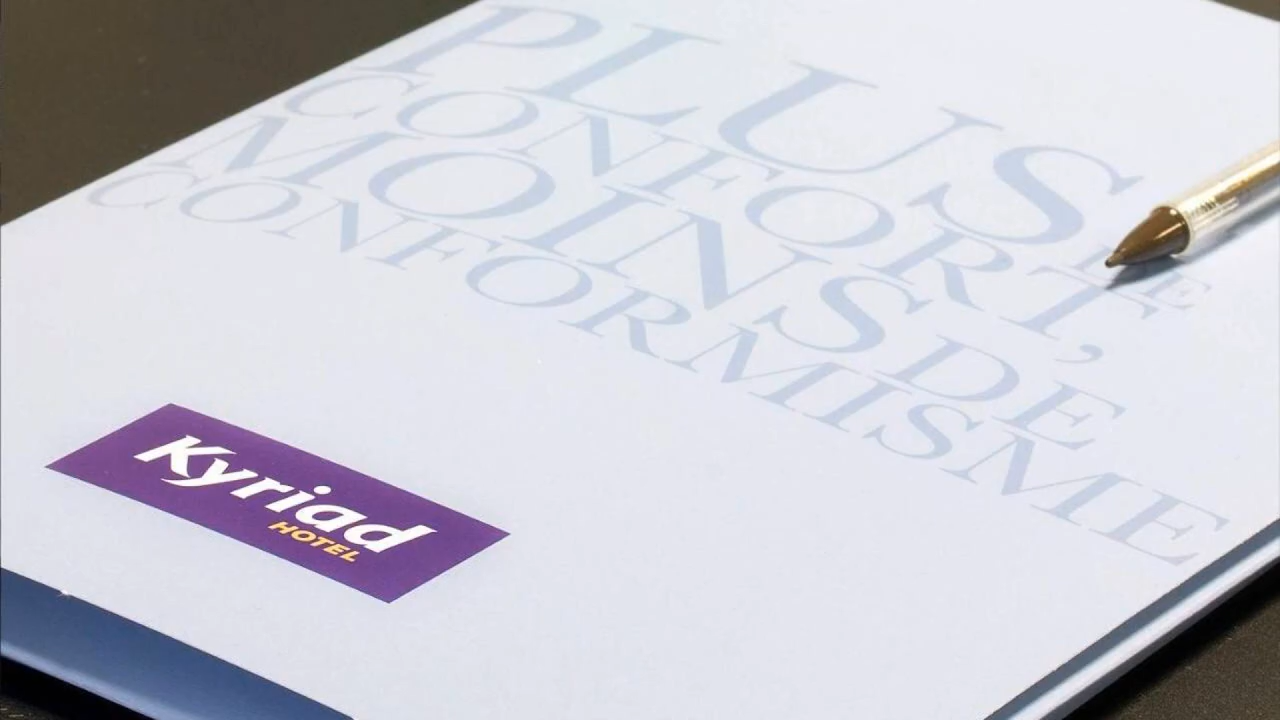 PLUS DE
CONFORT,
MOINS DE
CONFORMISME
Kyriad
HOTEL